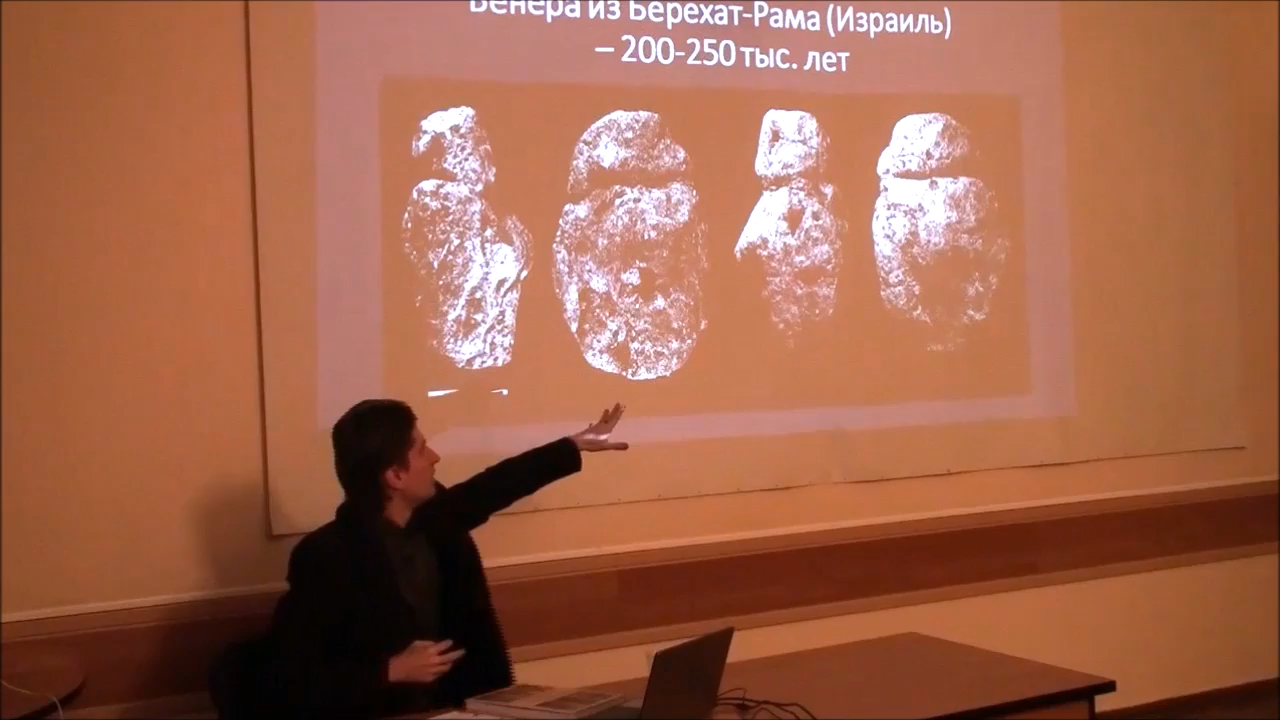 Венера из Берехат-Рама (Израиль)
– 200-250 тыс. лет